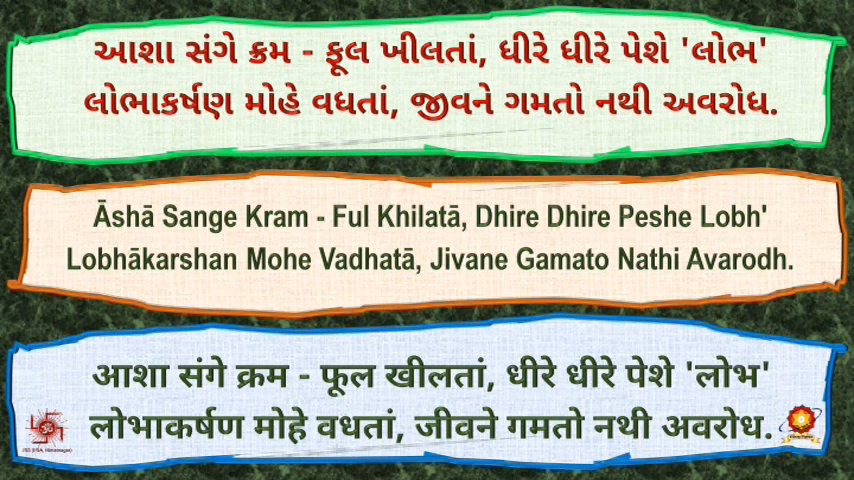 આશા સંગે ક્રમ - ફૂલ ખીલતાં, ધીરે ધીરે પેશે 'લોભ'
લોભાકર્ષણ મોહે વધતાં, જીવને ગમતો નથી અવરોધ.
Āshā Sange Kram - Ful Khilatā, Dhire Dhire Peshe Lobh'
Lobhākarshan Mohe Vadhatā, Jivane Gamato Nathi Avarodh.
आशा संगे क्रम - फूल खीलतां, धीरे धीरे पेशे 'लोभ'
लोभाकर्षण मोहे वधतां, जीवने गमतो नथी अवरोध.